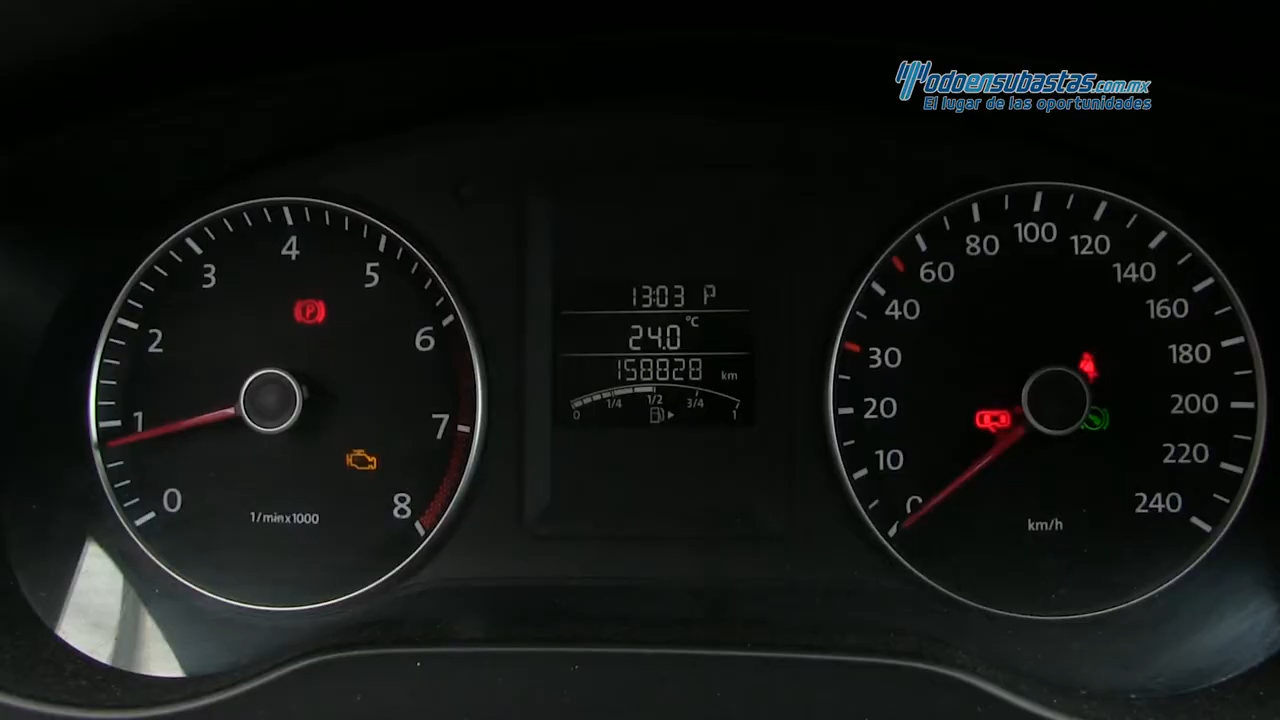 Todoensubastas.com.mx
El lugar de las oportunidades
0
1
2
3
4
5
6
7
8
P
1/min x1000
13:03 P
24.0 °C
158828 km
0 1/4 1/2 3/4 1
0
10
20
30
40
60
80
100
120
140
160
180
200
220
240
km/h